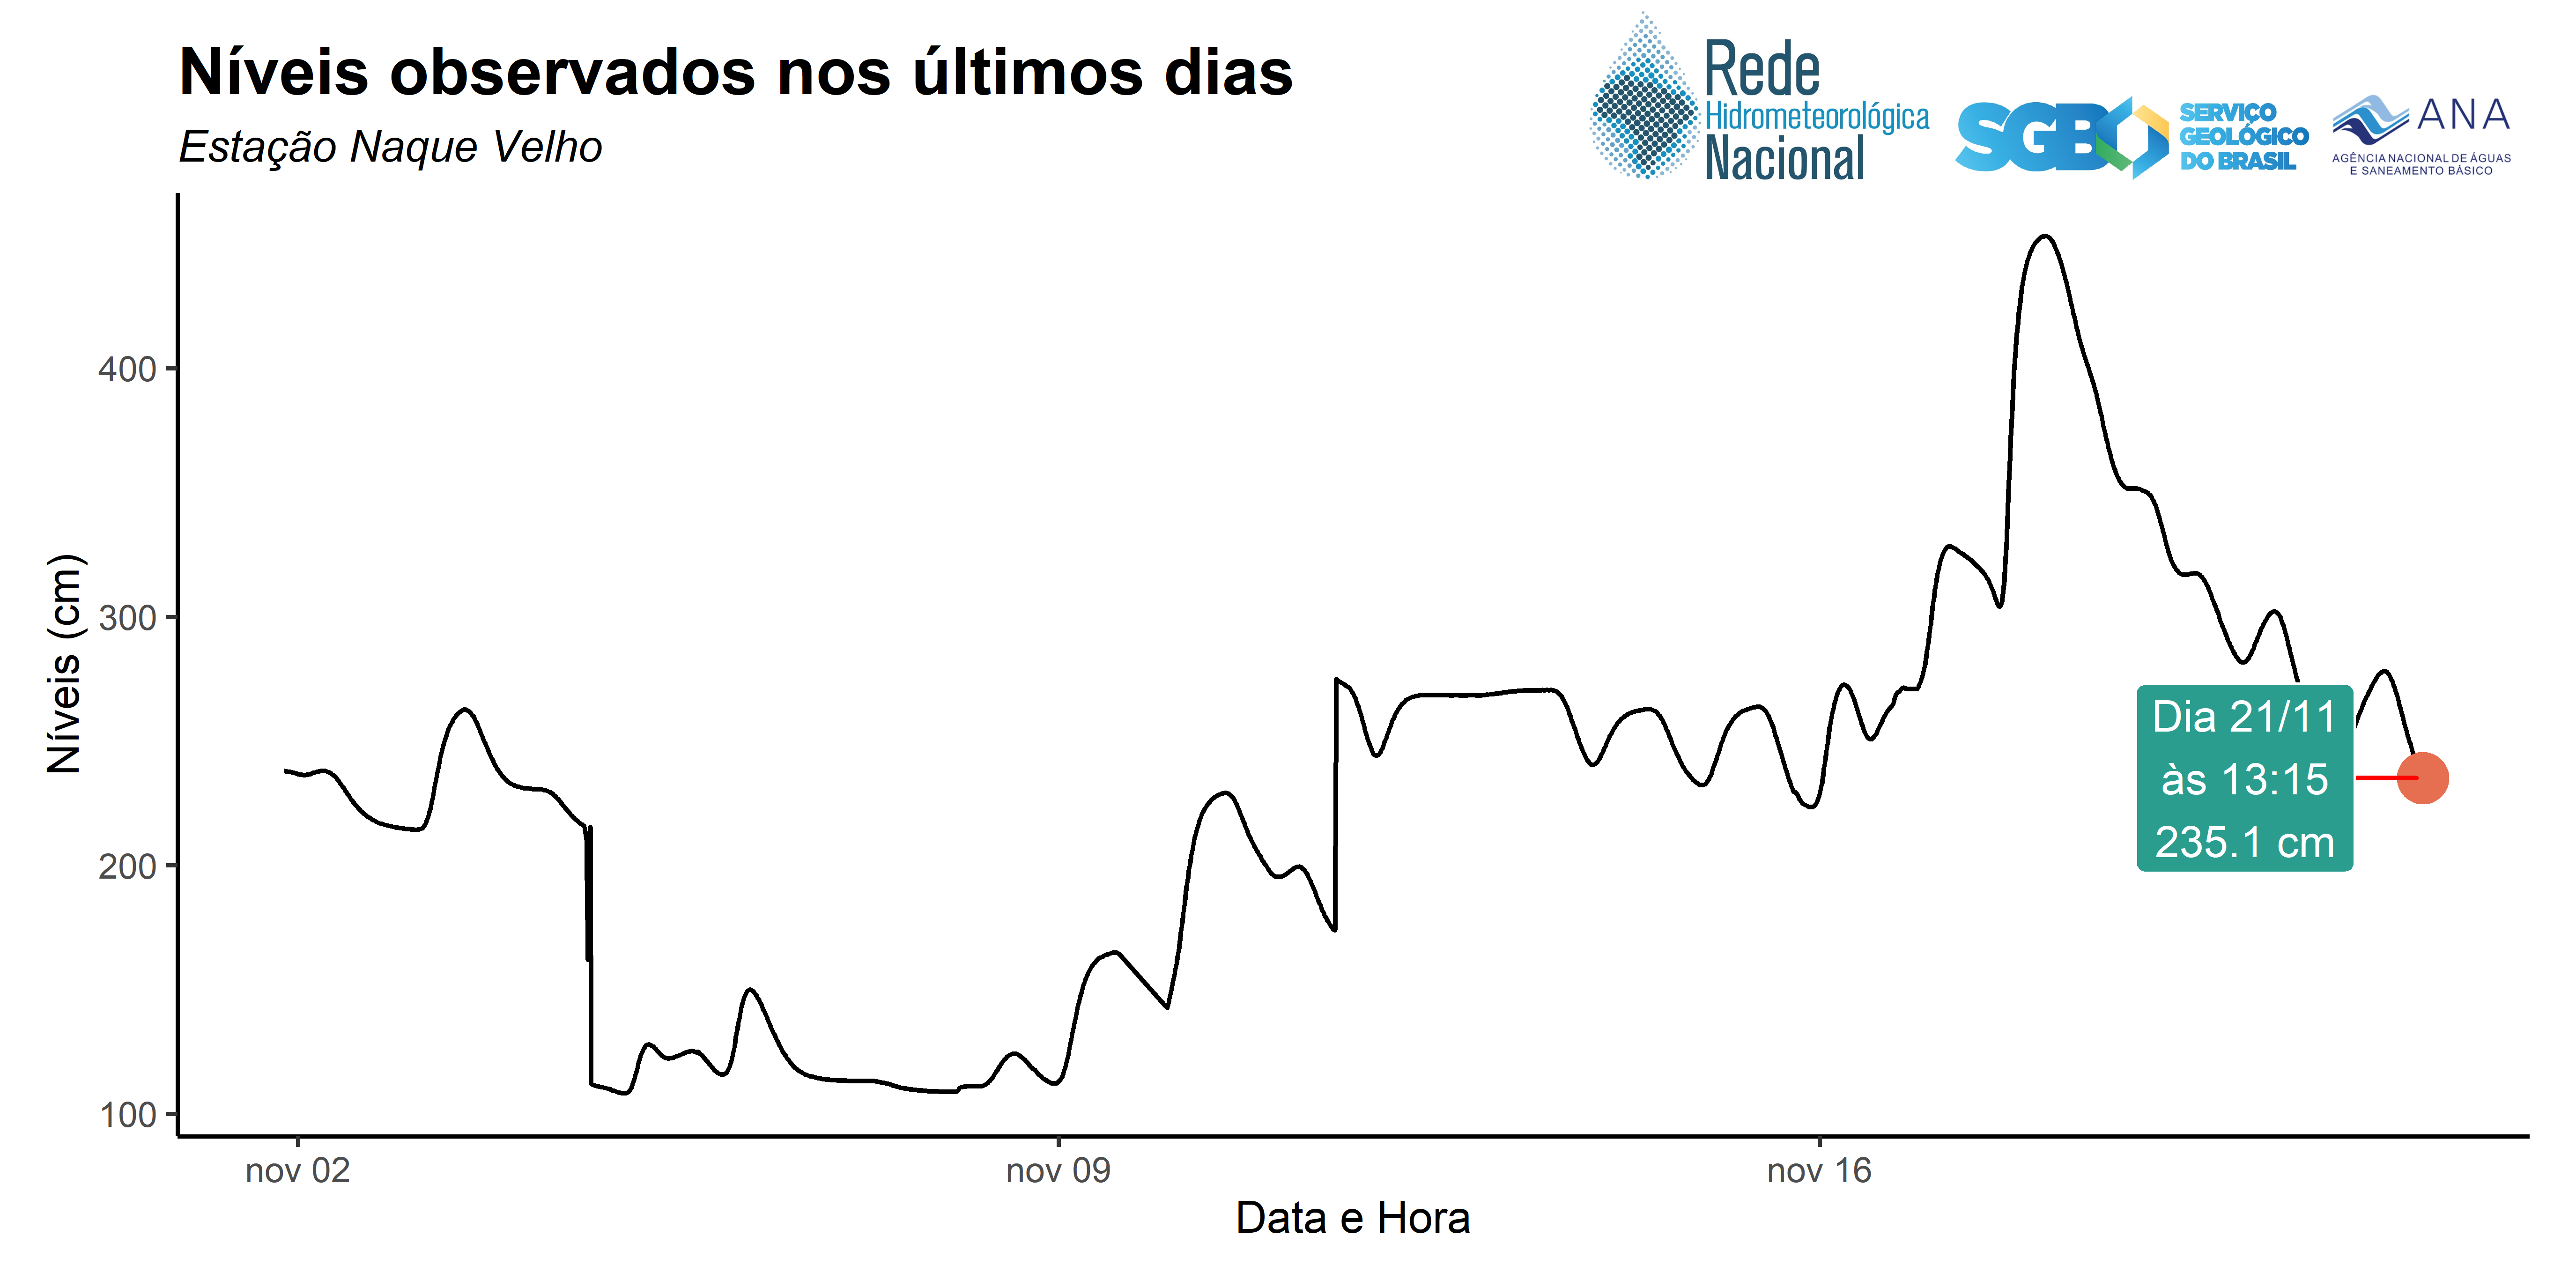 Níveis observados nos últimos dias
Estação Naque Velho
Rede
Hidrometeorológica
Nacional
SGB
SERVIÇO
GEOLÓGICO
DO BRASIL
ANA
AGÊNCIA NACIONAL DE ÁGUAS
E SANEAMENTO BÁSICO
Níveis (cm)
400
300
200
100
Dia 21/11
às 13:15
235.1 cm
nov 02
nov 09
nov 16
Data e Hora